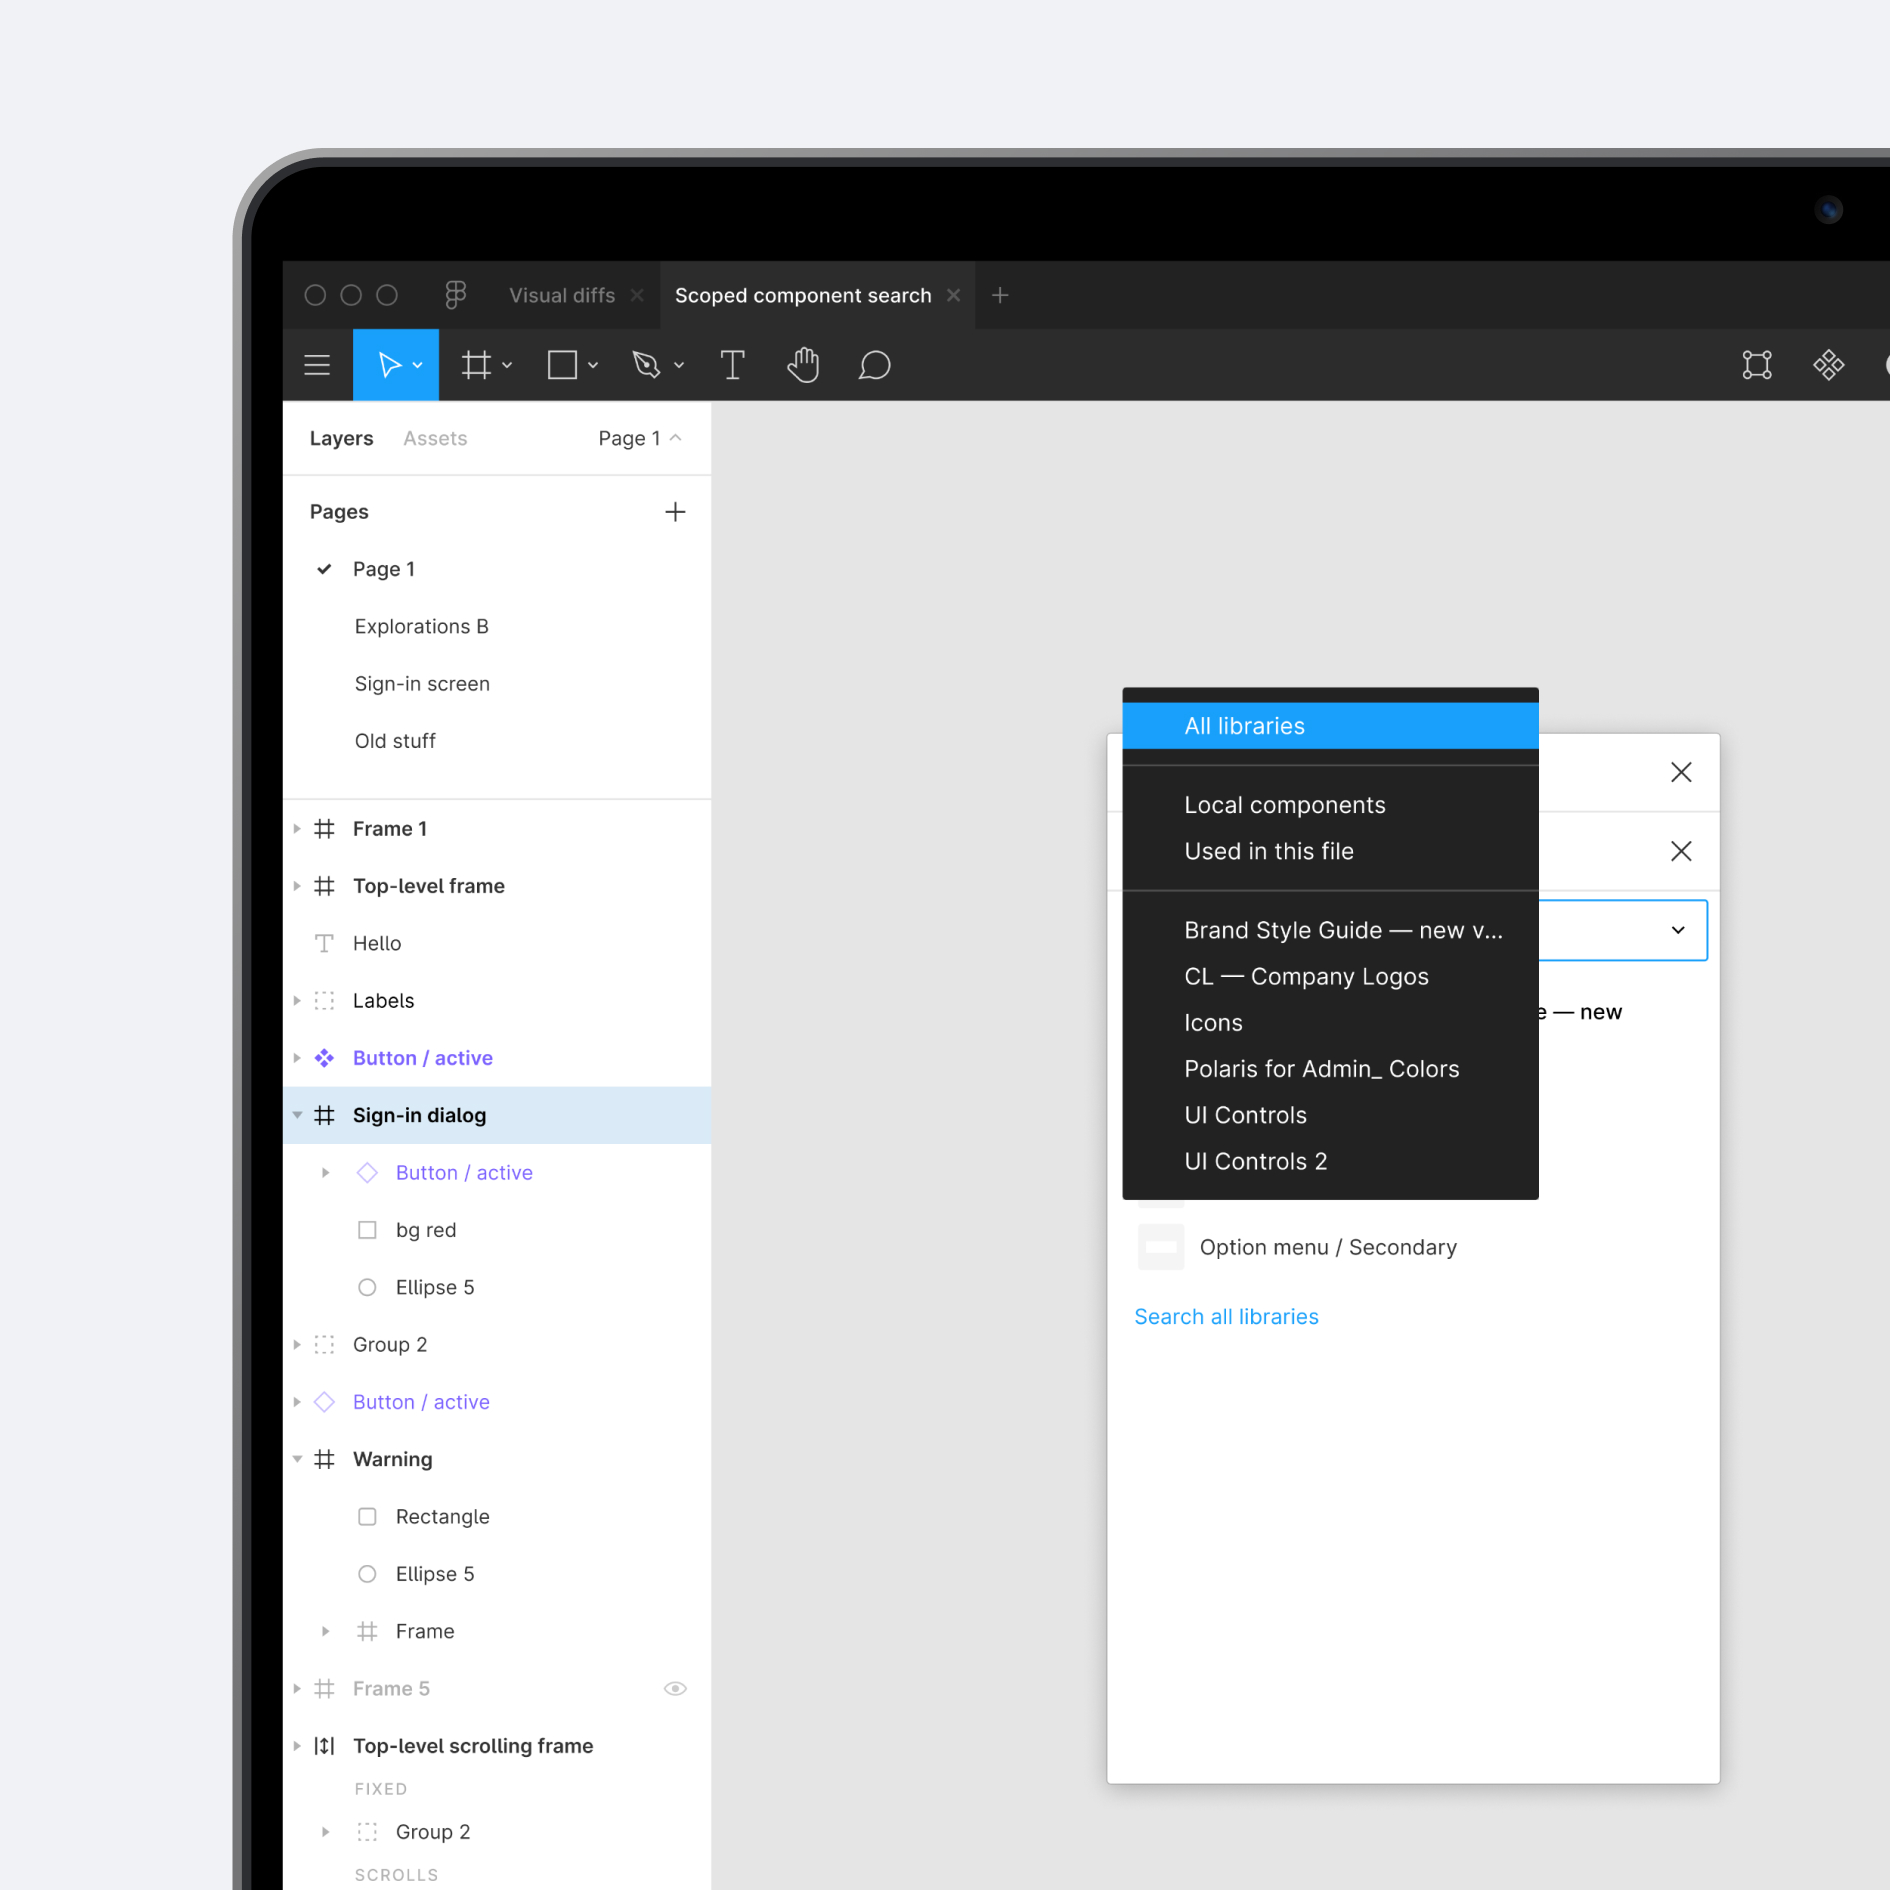 Visual diffs
Scoped component search
Layers
Assets
Page 1
Pages
Page 1
Explorations B
Sign-in screen
Old stuff
Frame 1
Top-level frame
Hello
Labels
Button / active
Sign-in dialog
Button / active
bg red
Ellipse 5
Group 2
Button / active
Warning
Rectangle
Ellipse 5
Frame
Frame 5
Top-level scrolling frame
FIXED
Group 2
SCROLLS
All libraries
Local components
Used in this file
Brand Style Guide — new v...
CL — Company Logos
Icons
Polaris for Admin_ Colors
UI Controls
UI Controls 2
e — new
Option menu / Secondary
Search all libraries